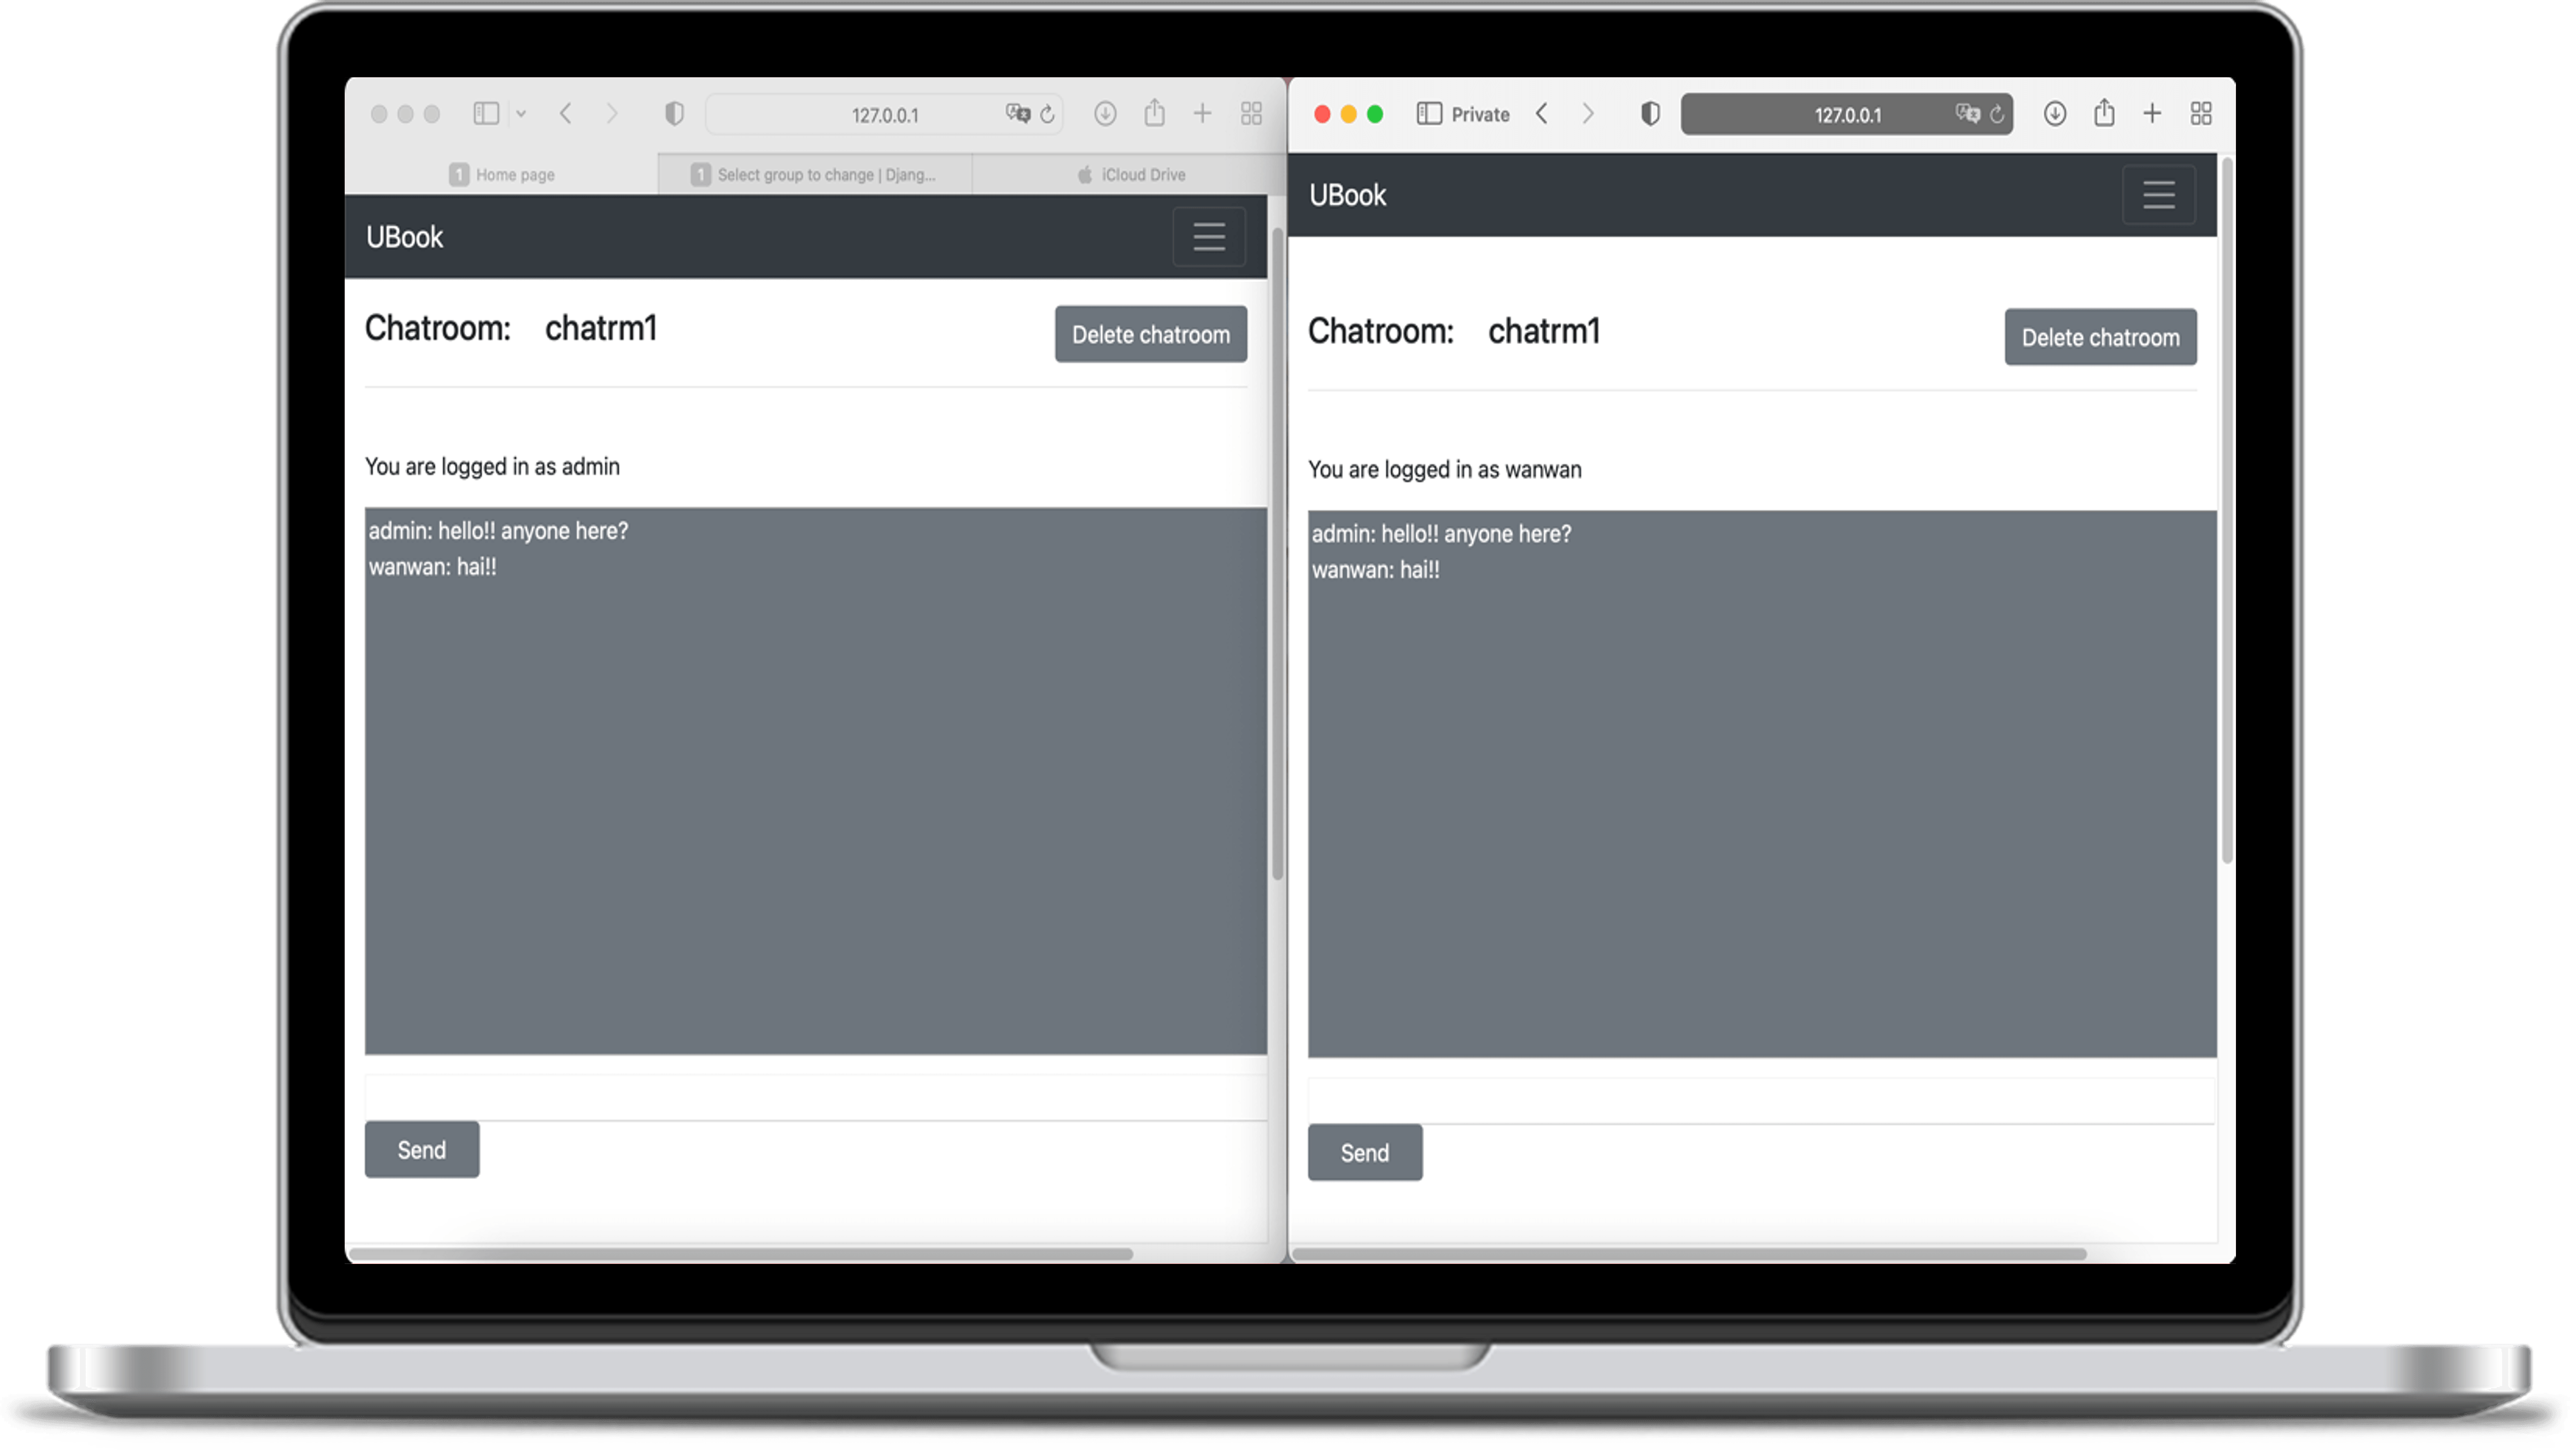 127.0.0.1
1 Home page
1 Select group to change | Djang...
iCloud Drive
UBook
Chatroom: chatrm1
Delete chatroom
You are logged in as admin
admin: hello!! anyone here?
wanwan: hai!!
Send
Private
127.0.0.1
UBook
Chatroom: chatrm1
Delete chatroom
You are logged in as wanwan
admin: hello!! anyone here?
wanwan: hai!!
Send